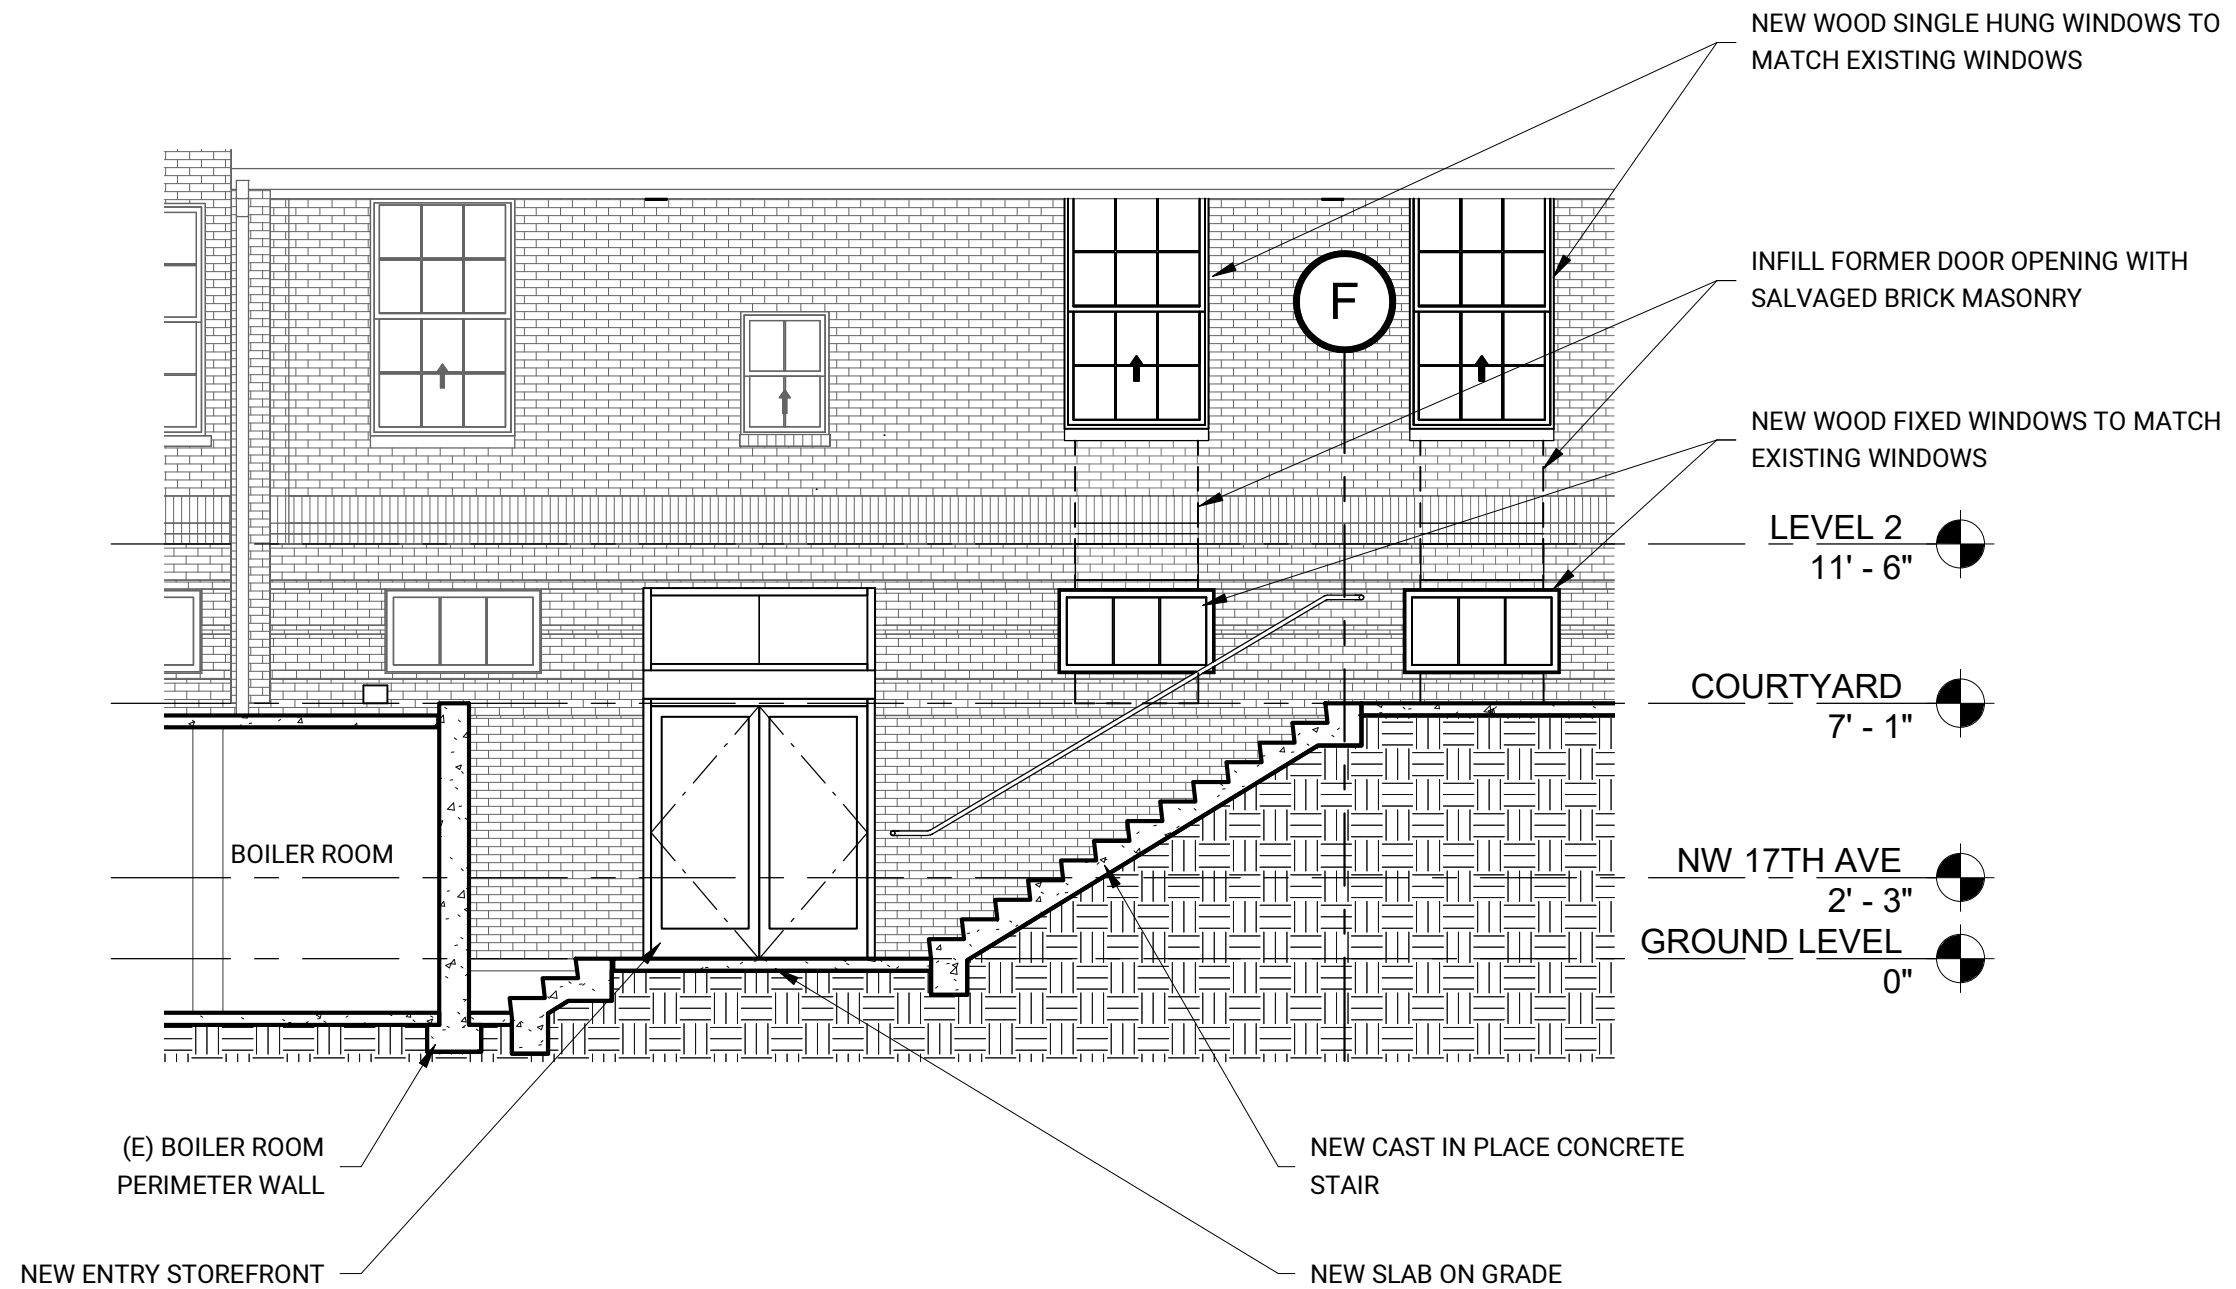 NEW WOOD SINGLE HUNG WINDOWS TO
MATCH EXISTING WINDOWS
INFILL FORMER DOOR OPENING WITH
SALVAGED BRICK MASONRY
F
NEW WOOD FIXED WINDOWS TO MATCH
EXISTING WINDOWS
LEVEL 2
11' - 6"
COURTYARD
7' - 1"
BOILER ROOM
NW 17TH AVE
2' - 3"
GROUND LEVEL
0"
(E) BOILER ROOM
PERIMETER WALL
NEW CAST IN PLACE CONCRETE
STAIR
NEW ENTRY STOREFRONT
NEW SLAB ON GRADE